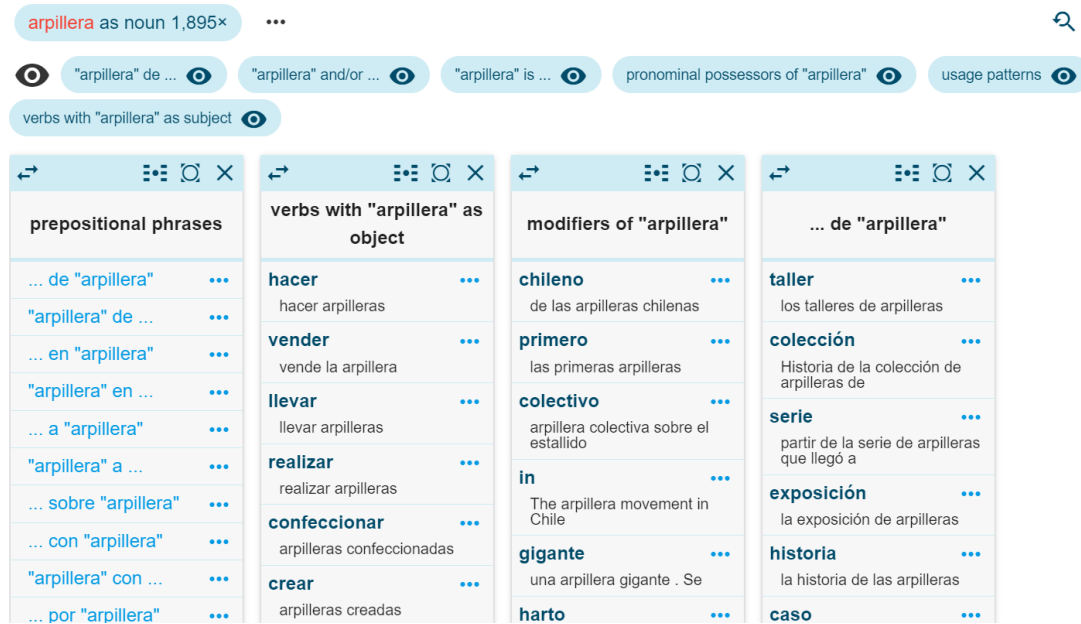 arpillera as noun 1,895×
"arpillera" de ...
"arpillera" and/or ...
"arpillera" is ...
pronominal possessors of "arpillera"
usage patterns
verbs with "arpillera" as subject
prepositional phrases
... de "arpillera"
"arpillera" de ...
... en "arpillera"
"arpillera" en ...
... a "arpillera"
"arpillera" a ...
... sobre "arpillera"
... con "arpillera"
"arpillera" con ...
... por "arpillera"
verbs with "arpillera" as
object
hacer
hacer arpilleras
vender
vende la arpillera
llevar
llevar arpilleras
realizar
realizar arpilleras
confeccionar
arpilleras confeccionadas
crear
arpilleras creadas
modifiers of "arpillera"
chileno
de las arpilleras chilenas
primero
las primeras arpilleras
colectivo
arpillera colectiva sobre el
estallido
in
The arpillera movement in
Chile
gigante
una arpillera gigante . Se
harto
... de "arpillera"
taller
los talleres de arpilleras
colección
Historia de la colección de
arpilleras de
serie
partir de la serie de arpilleras
que llegó a
exposición
la exposición de arpilleras
historia
la historia de las arpilleras
caso